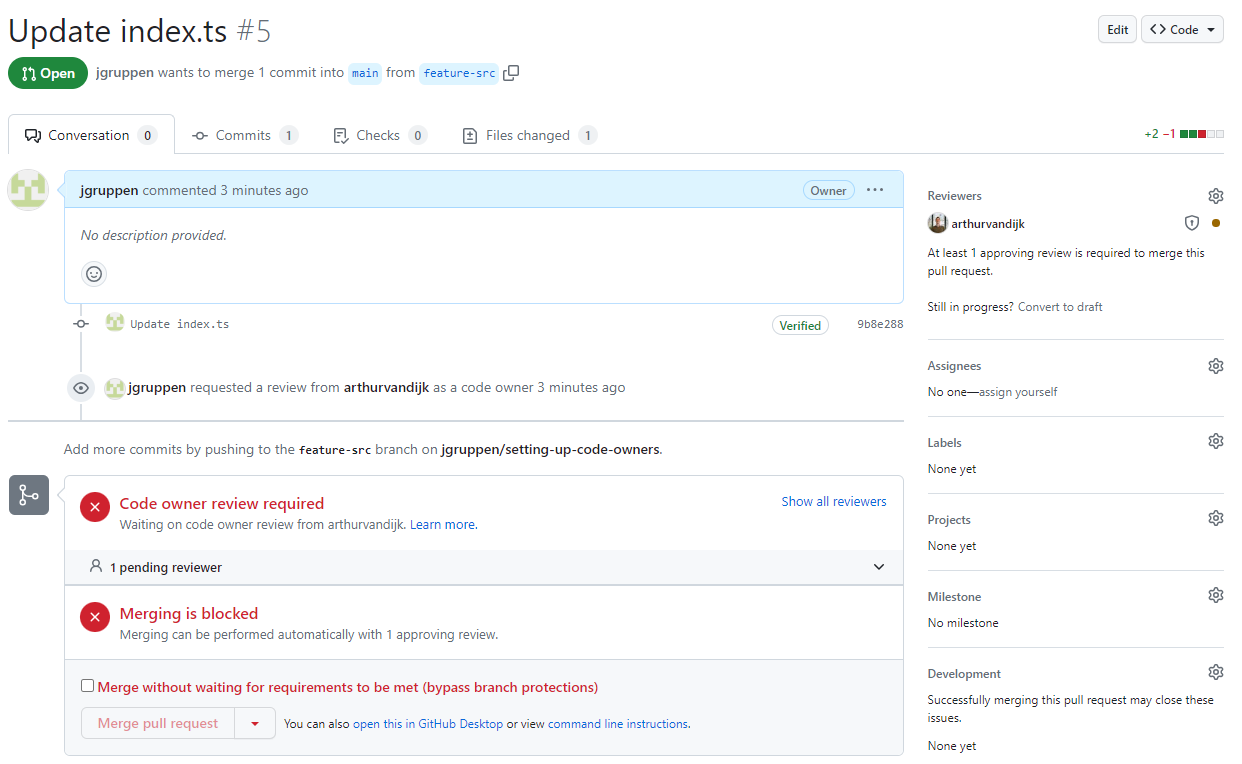 Update index.ts #5
Edit
Code
Open
jgruppen wants to merge 1 commit into main from feature-src
Conversation 0
Commits 1
Checks 0
Files changed 1
+2 −1
jgruppen commented 3 minutes ago
Owner
No description provided.
Update index.ts
Verified
9b8e288
jgruppen requested a review from arthurvandijk as a code owner 3 minutes ago
Add more commits by pushing to the feature-src branch on jgruppen/setting-up-code-owners.
Code owner review required
Show all reviewers
Waiting on code owner review from arthurvandijk. Learn more.
1 pending reviewer
Merging is blocked
Merging can be performed automatically with 1 approving review.
Merge without waiting for requirements to be met (bypass branch protections)
Merge pull request
You can also open this in GitHub Desktop or view command line instructions.
Reviewers
arthurvandijk
At least 1 approving review is required to merge this
pull request.
Still in progress? Convert to draft
Assignees
No one—assign yourself
Labels
None yet
Projects
None yet
Milestone
No milestone
Development
Successfully merging this pull request may close these
issues.
None yet